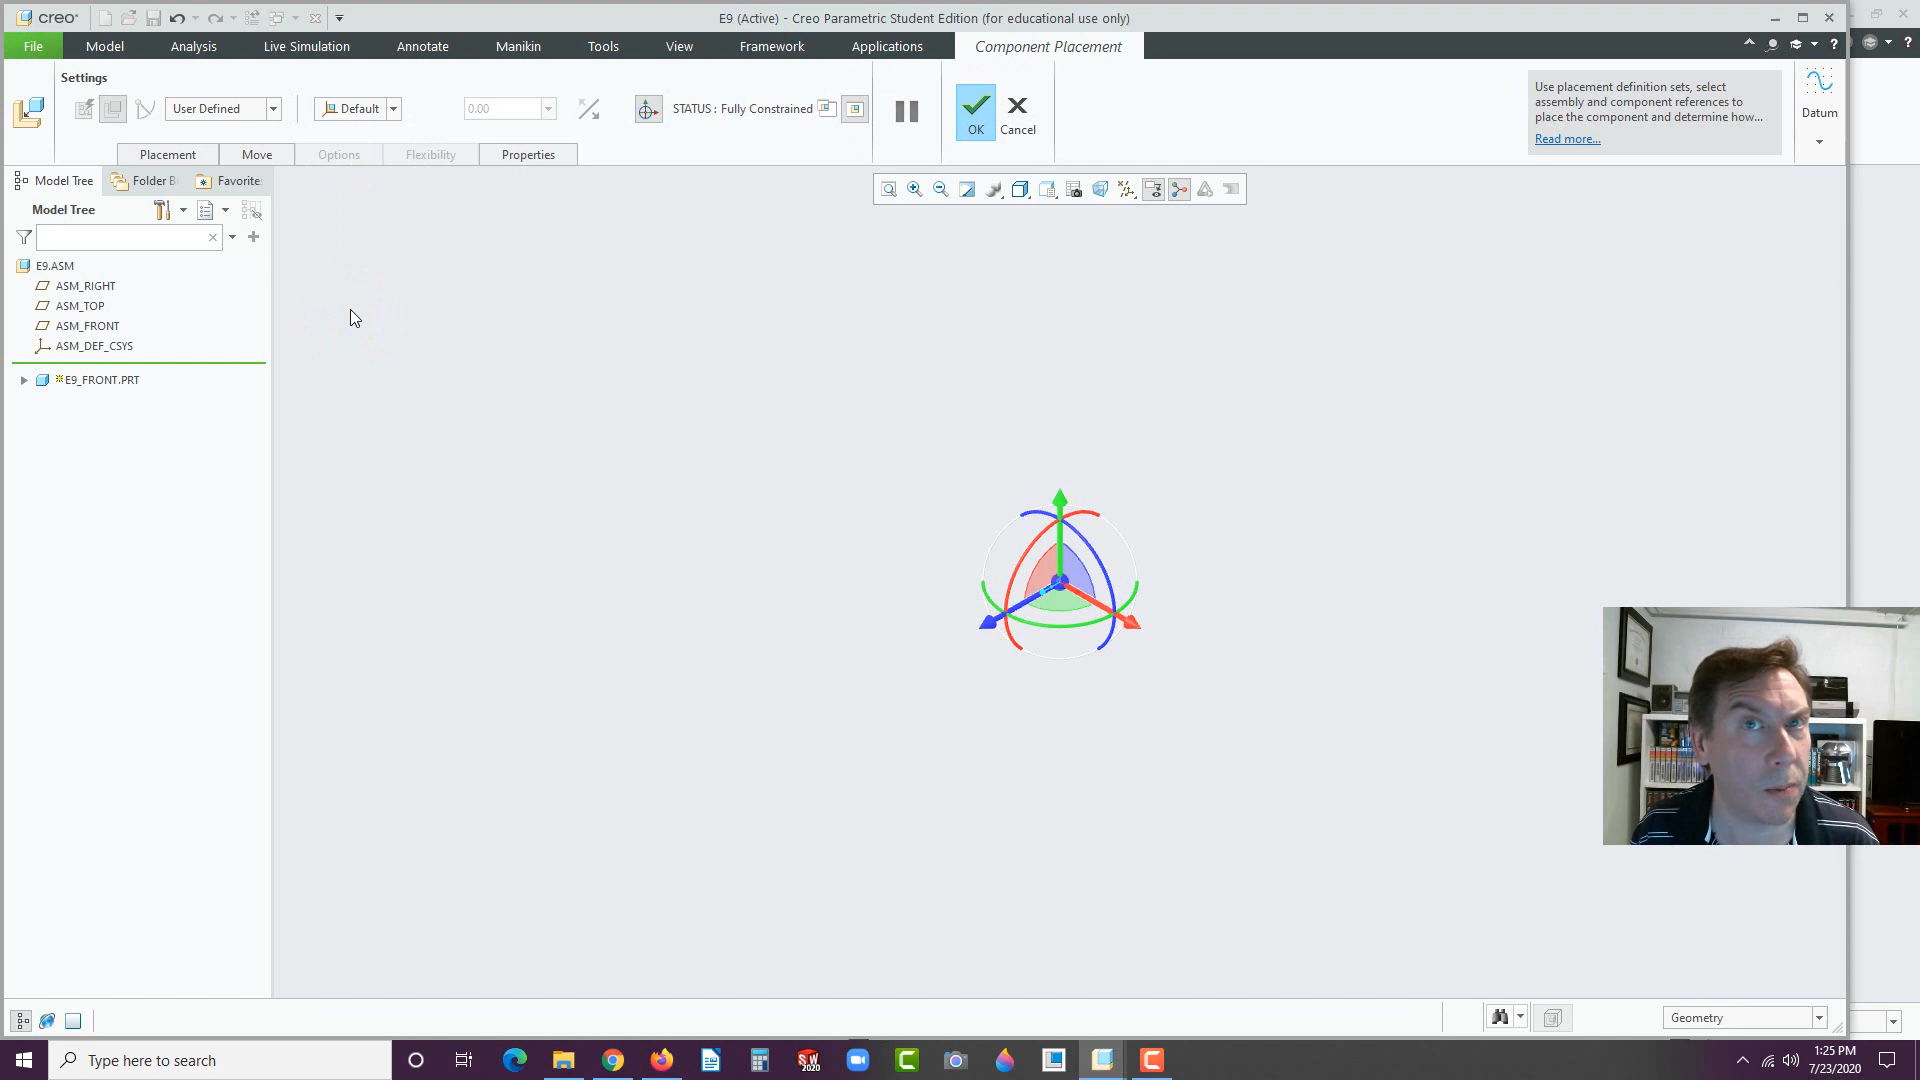 creo
E9 (Active) - Creo Parametric Student Edition (for educational use only)
File
Model
Analysis
Live Simulation
Annotate
Manikin
Tools
View
Framework
Applications
Component Placement
?
?
Settings
User Defined
Default
0.00
STATUS : Fully Constrained
OK
Cancel
Use placement definition sets, select
assembly and component references to
place the component and determine how...
Read more...
Datum
Placement
Move
Options
Flexibility
Properties
Model Tree
Folder B
Favorite
Model Tree
E9.ASM
ASM_RIGHT
ASM_TOP
ASM_FRONT
ASM_DEF_CSYS
E9_FRONT.PRT
Geometry
Type here to search
SW
2020
1:25 PM
7/23/2020